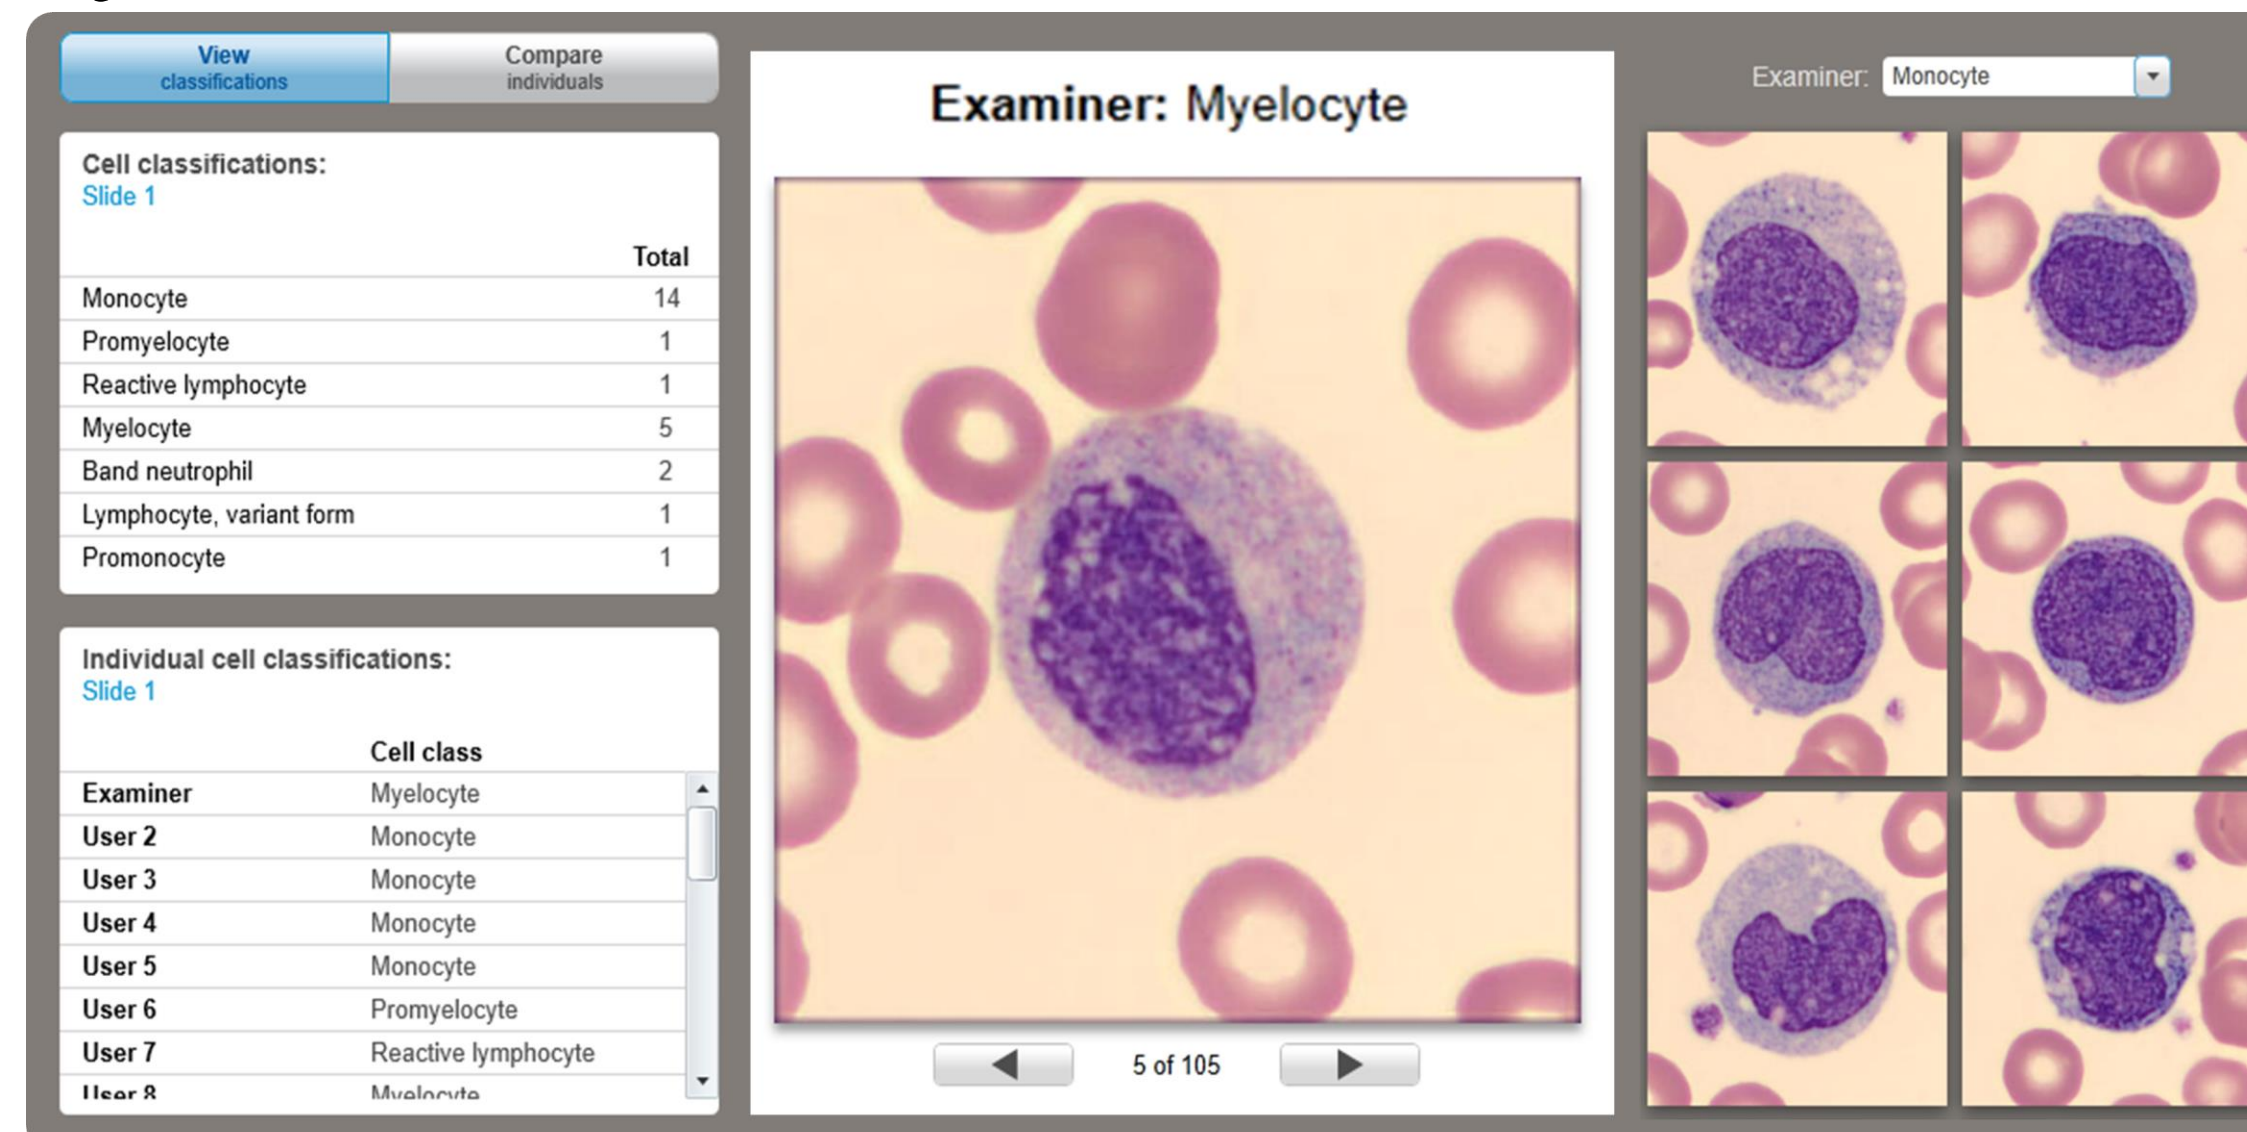 View
classifications
Compare
individuals
Cell classifications:
Slide 1
Total
Monocyte 14
Promyelocyte 1
Reactive lymphocyte 1
Myelocyte 5
Band neutrophil 2
Lymphocyte, variant form 1
Promonocyte 1
Individual cell classifications:
Slide 1
Cell class
Examiner Myelocyte
User 2 Monocyte
User 3 Monocyte
User 4 Monocyte
User 5 Monocyte
User 6 Promyelocyte
User 7 Reactive lymphocyte
User 8 Myelocyte
Examiner: Myelocyte
5 of 105
Examiner: Monocyte